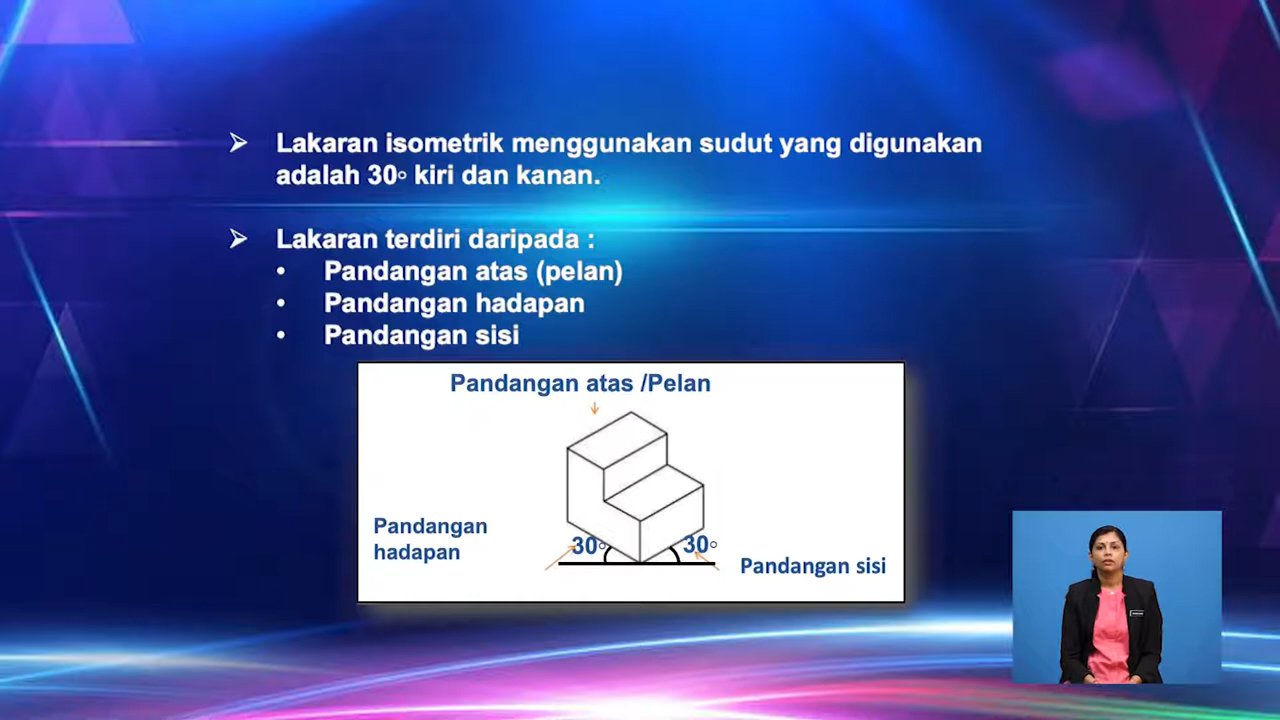 Lakaran isometrik menggunakan sudut yang digunakan
adalah 30◦ kiri dan kanan.
Lakaran terdiri daripada :
Pandangan atas (pelan)
Pandangan hadapan
Pandangan sisi
Pandangan atas /Pelan
Pandangan
hadapan
30◦
30◦
Pandangan sisi